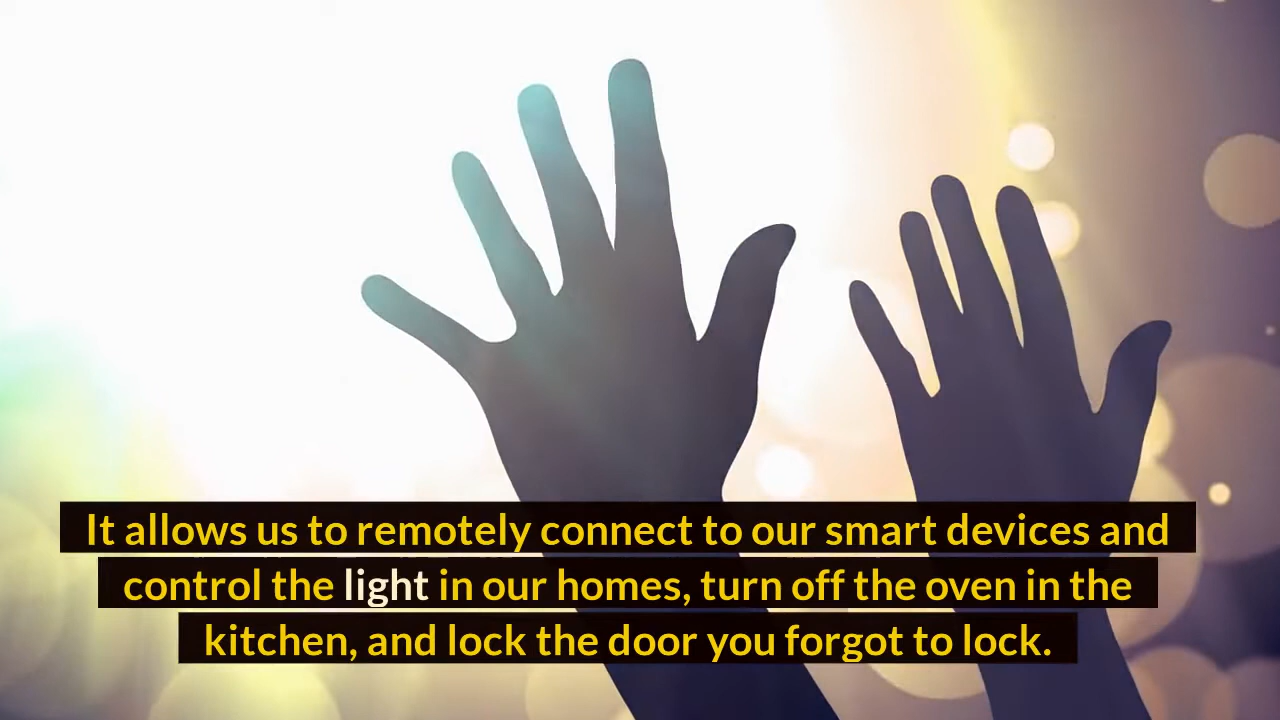 It allows us to remotely connect to our smart devices and
control the light in our homes, turn off the oven in the
kitchen, and lock the door you forgot to lock.